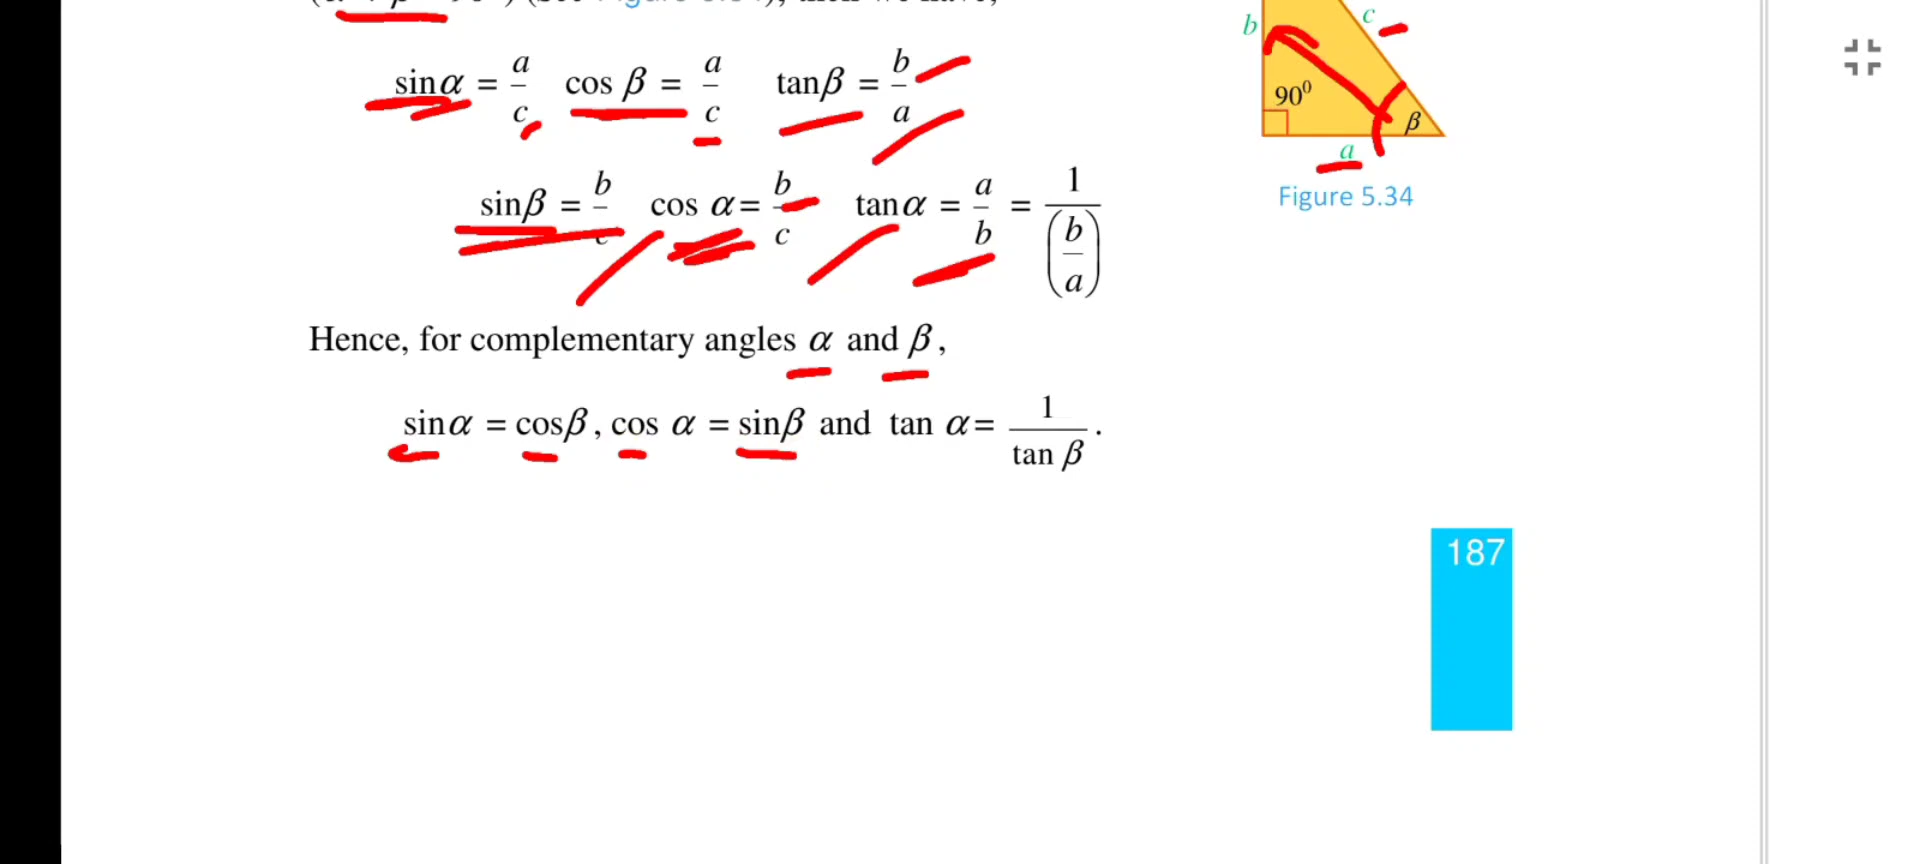 b c
sinα = a/c cos β = a/c tanβ = b/a
90⁰ β
a
sinβ = b/c cos α= b/c tanα = a/b = 1/(b/a)
Figure 5.34
Hence, for complementary angles α and β,
sinα = cosβ, cos α = sinβ and tan α= 1/tan β.
187